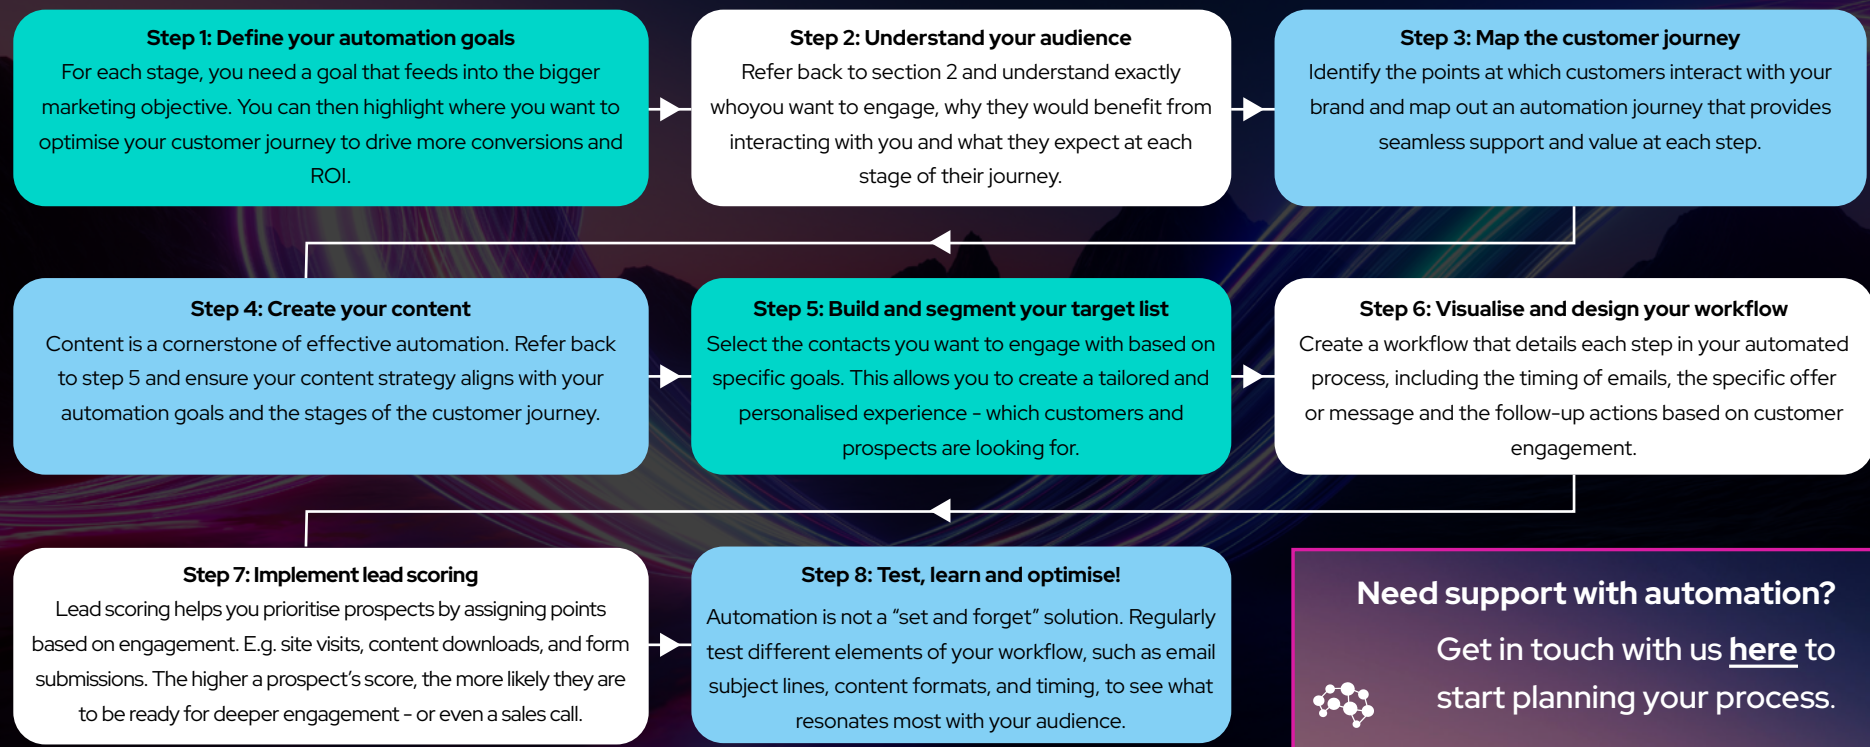 Step 1: Define your automation goals
For each stage, you need a goal that feeds into the bigger
marketing objective. You can then highlight where you want to
optimise your customer journey to drive more conversions and
ROI.
Step 2: Understand your audience
Refer back to section 2 and understand exactly
whoyou want to engage, why they would benefit from
interacting with you and what they expect at each
stage of their journey.
Step 3: Map the customer journey
Identify the points at which customers interact with your
brand and map out an automation journey that provides
seamless support and value at each step.
Step 4: Create your content
Content is a cornerstone of effective automation. Refer back
to step 5 and ensure your content strategy aligns with your
automation goals and the stages of the customer journey.
Step 5: Build and segment your target list
Select the contacts you want to engage with based on
specific goals. This allows you to create a tailored and
personalised experience - which customers and
prospects are looking for.
Step 6: Visualise and design your workflow
Create a workflow that details each step in your automated
process, including the timing of emails, the specific offer
or message and the follow-up actions based on customer
engagement.
Step 7: Implement lead scoring
Lead scoring helps you prioritise prospects by assigning points
based on engagement. E.g. site visits, content downloads, and form
submissions. The higher a prospect's score, the more likely they are
to be ready for deeper engagement - or even a sales call.
Step 8: Test, learn and optimise!
Automation is not a “set and forget” solution. Regularly
test different elements of your workflow, such as email
subject lines, content formats, and timing, to see what
resonates most with your audience.
Need support with automation?
Get in touch with us here to
start planning your process.